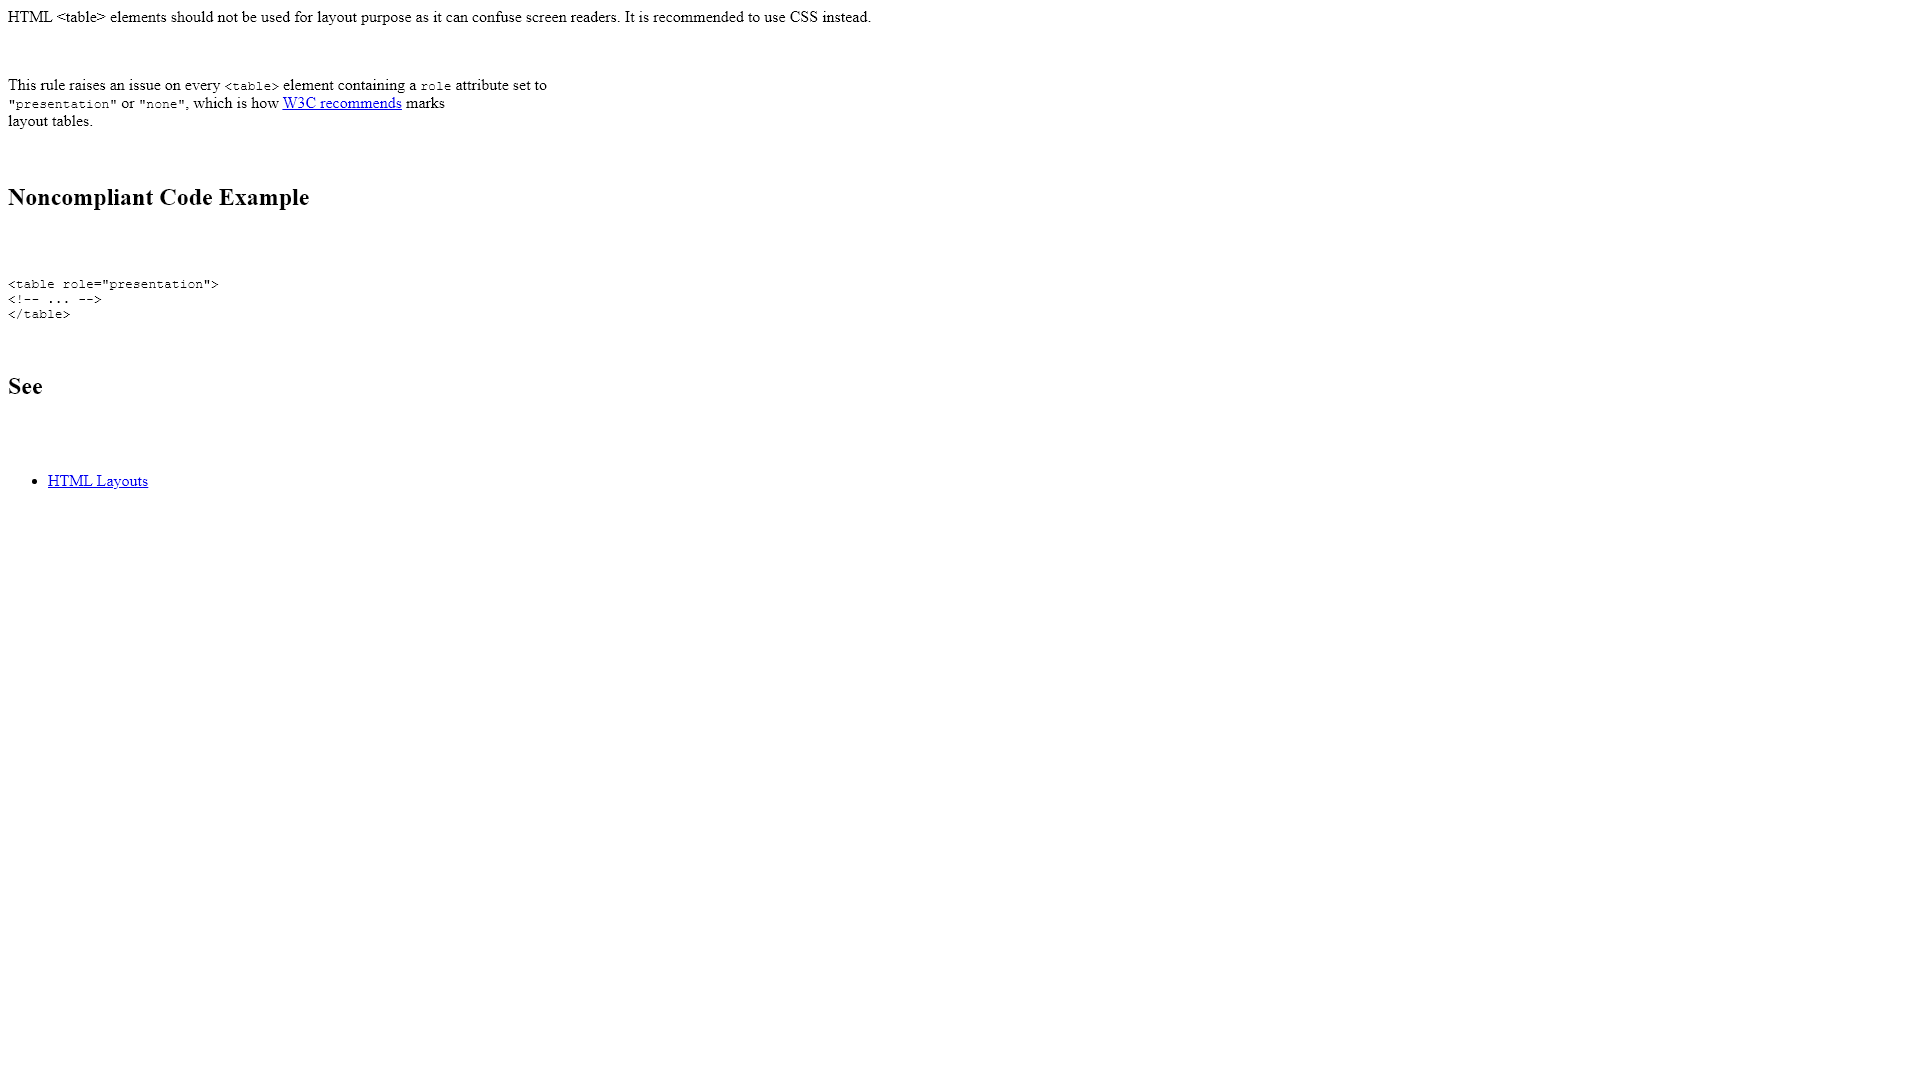 HTML <table> elements should not be used for layout purpose as it can confuse screen readers. It is recommended to use CSS instead.
This rule raises an issue on every <table> element containing a role attribute set to
"presentation" or "none", which is how W3C recommends marks
layout tables.
Noncompliant Code Example
<table role="presentation">
<!-- ... -->
</table>
See
HTML Layouts